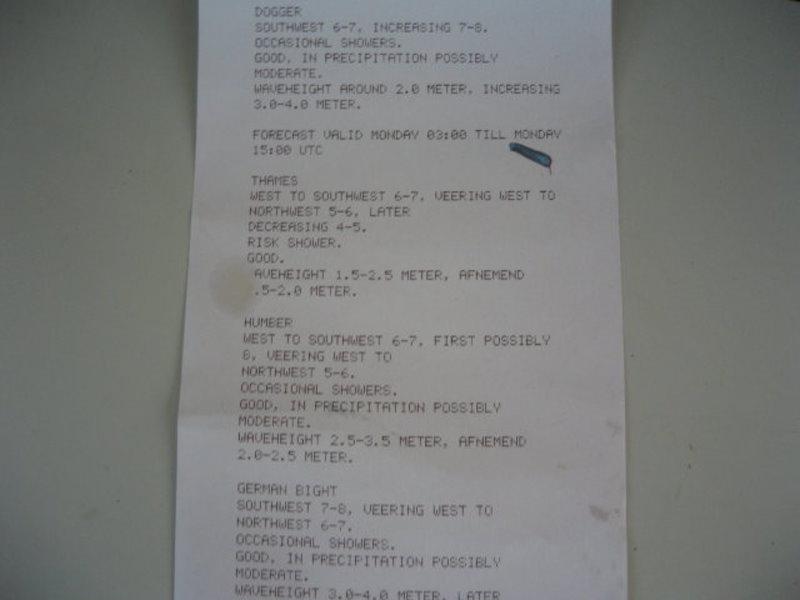 DOGGER
SOUTHWEST 6-7, INCREASING 7-8.
OCCASIONAL SHOWERS.
GOOD, IN PRECIPITATION POSSIBLY
MODERATE.
WAVEHEIGHT AROUND 2.0 METER, INCREASING
3.0-4.0 METER.
FORECAST VALID MONDAY 03:00 TILL MONDAY
15:00 UTC
THAMES
WEST TO SOUTHWEST 6-7, VEERING WEST TO
NORTHWEST 5-6, LATER
DECREASING 4-5.
RISK SHOWER.
GOOD.
AVEHEIGHT 1.5-2.5 METER, AFNEMEND
.5-2.0 METER.
HUMBER
WEST TO SOUTHWEST 6-7, FIRST POSSIBLY
8, VEERING WEST TO
NORTHWEST 5-6.
OCCASIONAL SHOWERS.
GOOD, IN PRECIPITATION POSSIBLY
MODERATE.
WAVEHEIGHT 2.5-3.5 METER, AFNEMEND
2.0-2.5 METER.
GERMAN BIGHT
SOUTHWEST 7-8, VEERING WEST TO
NORTHWEST 6-7.
OCCASIONAL SHOWERS.
GOOD, IN PRECIPITATION POSSIBLY
MODERATE.
WAVEHEIGHT 3.0-4.0 METER, LATER